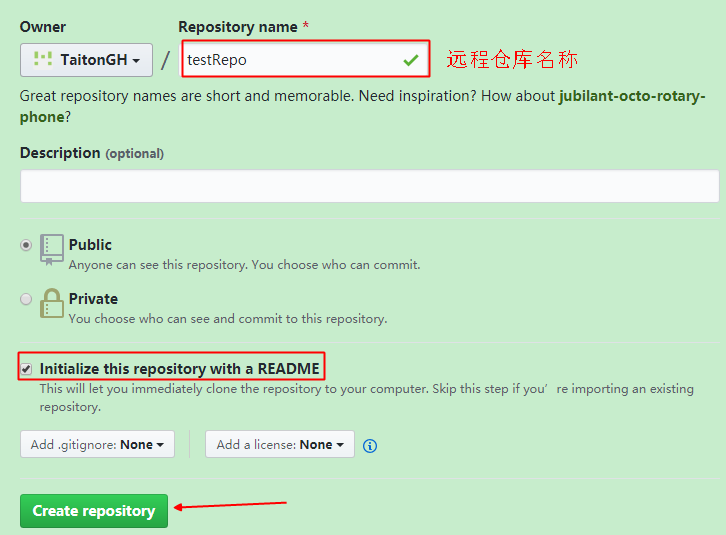 Owner
Repository name *
TaitonGH
/
testRepo
远程仓库名称
Great repository names are short and memorable. Need inspiration? How about jubilant-octo-rotary-
phone?
Description (optional)
Public
Anyone can see this repository. You choose who can commit.
Private
You choose who can see and commit to this repository.
Initialize this repository with a README
This will let you immediately clone the repository to your computer. Skip this step if you're importing an existing
repository.
Add .gitignore: None
Add a license: None
Create repository